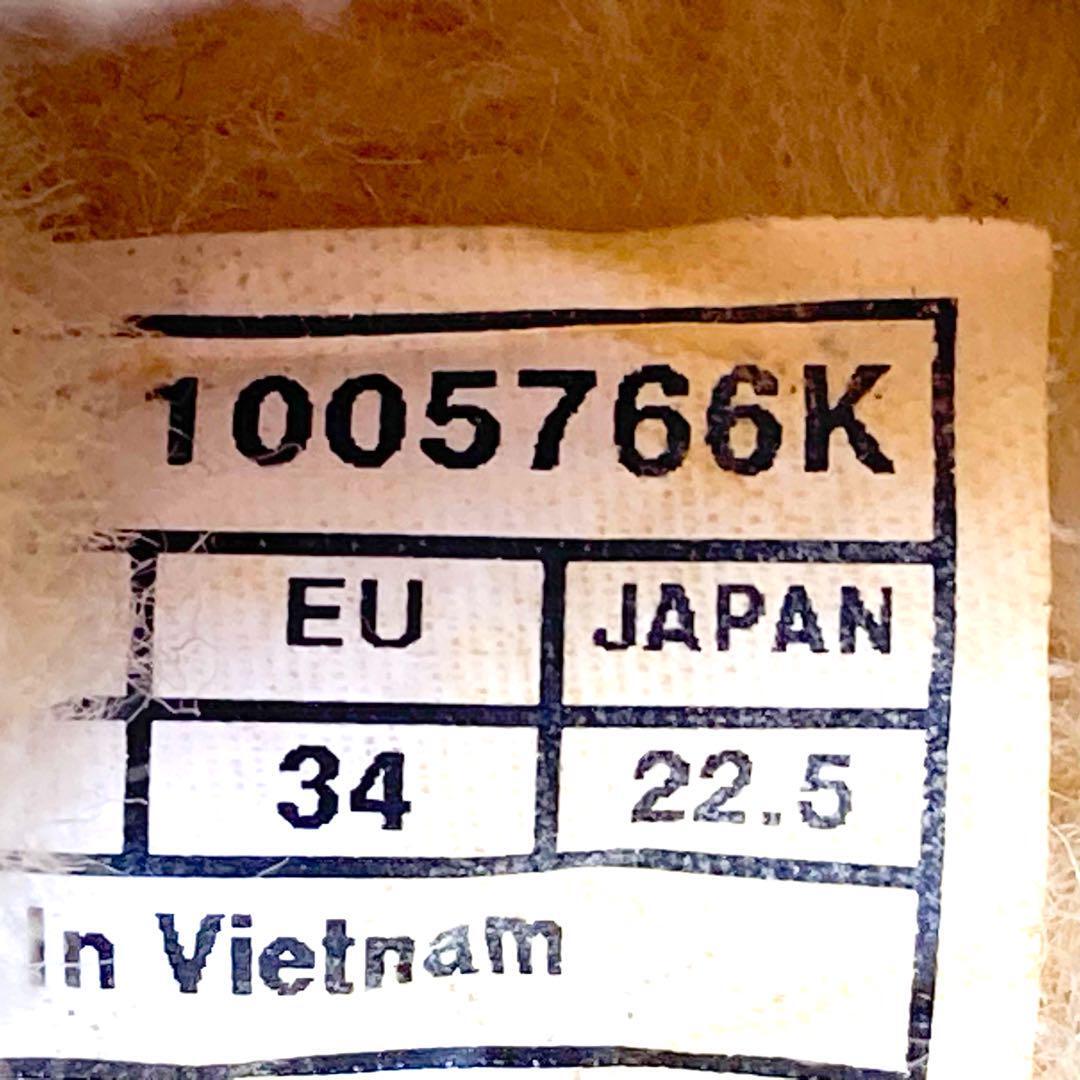 1005766K
EU JAPAN
34 22.5
In Vietnam